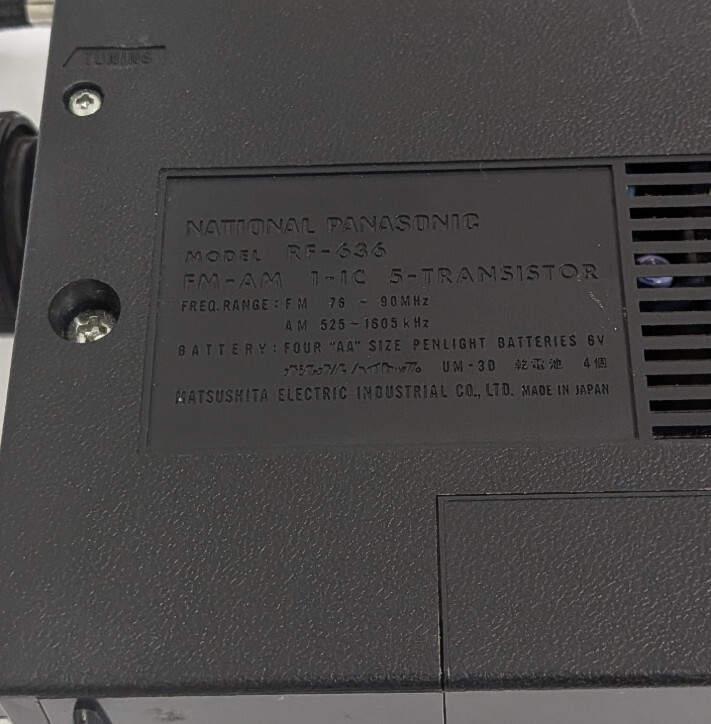 TUNING
NATIONAL PANASONIC
MODEL RF-636
FM-AM 1-IC 5-TRANSISTOR
FREQ. RANGE: FM 76 ~ 90MHz
AM 525~1605kHz
BATTERY: FOUR "AA" SIZE PENLIGHT BATTERIES 6V
UM-3D 乾電池 4個
MATSUSHITA ELECTRIC INDUSTRIAL CO., LTD. MADE IN JAPAN